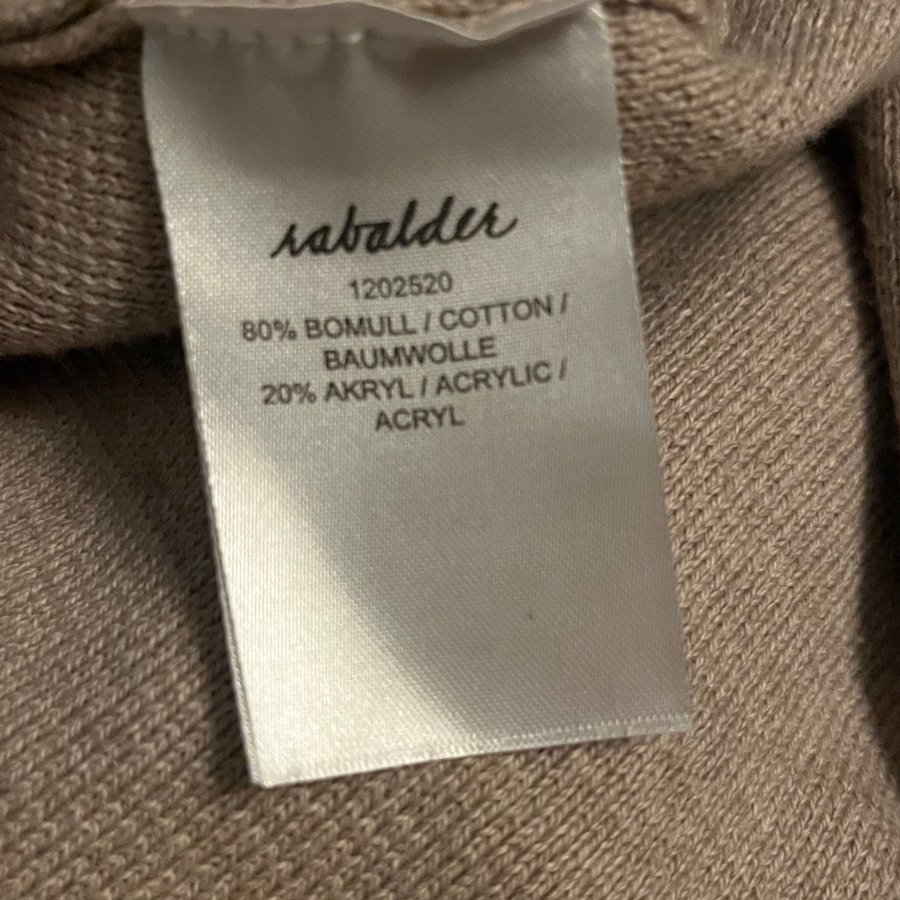 rabalder
1202520
80% BOMULL / COTTON /
BAUMWOLLE
20% AKRYL / ACRYLIC /
ACRYL